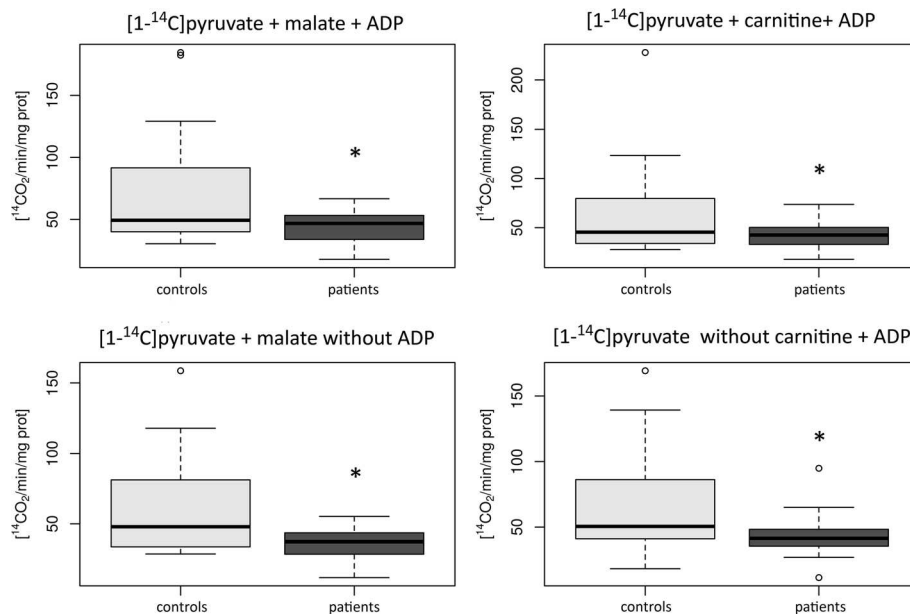 [1-¹⁴C]pyruvate + malate + ADP
[¹⁴CO₂/min/mg prot]
150
100
50
*
controls patients
[1-¹⁴C]pyruvate + carnitine+ ADP
[¹⁴CO₂/min/mg prot]
200
150
100
50
*
controls patients
[1-¹⁴C]pyruvate + malate without ADP
[¹⁴CO₂/min/mg prot]
150
100
50
*
controls patients
[1-¹⁴C]pyruvate without carnitine + ADP
[¹⁴CO₂/min/mg prot]
150
100
50
*
controls patients